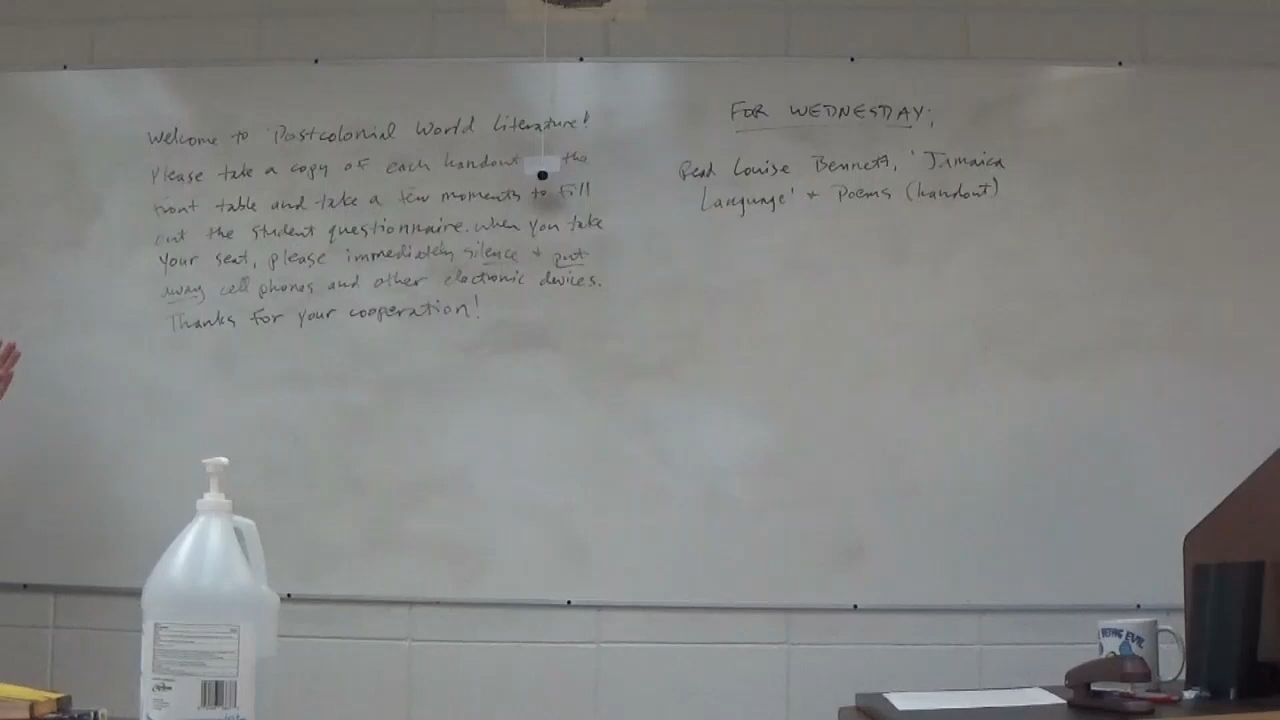 Welcome to Postcolonial World Literature!
Please take a copy of each handout the
front table and take a few moments to fill
out the student questionnaire. When you take
your seat, please immediately silence + put
away cell phones and other electronic devices.
Thanks for your cooperation!
FOR WEDNESDAY:
Read Louise Bennett, 'Jamaica
Language' + Poems (handout)
BEING EVIL